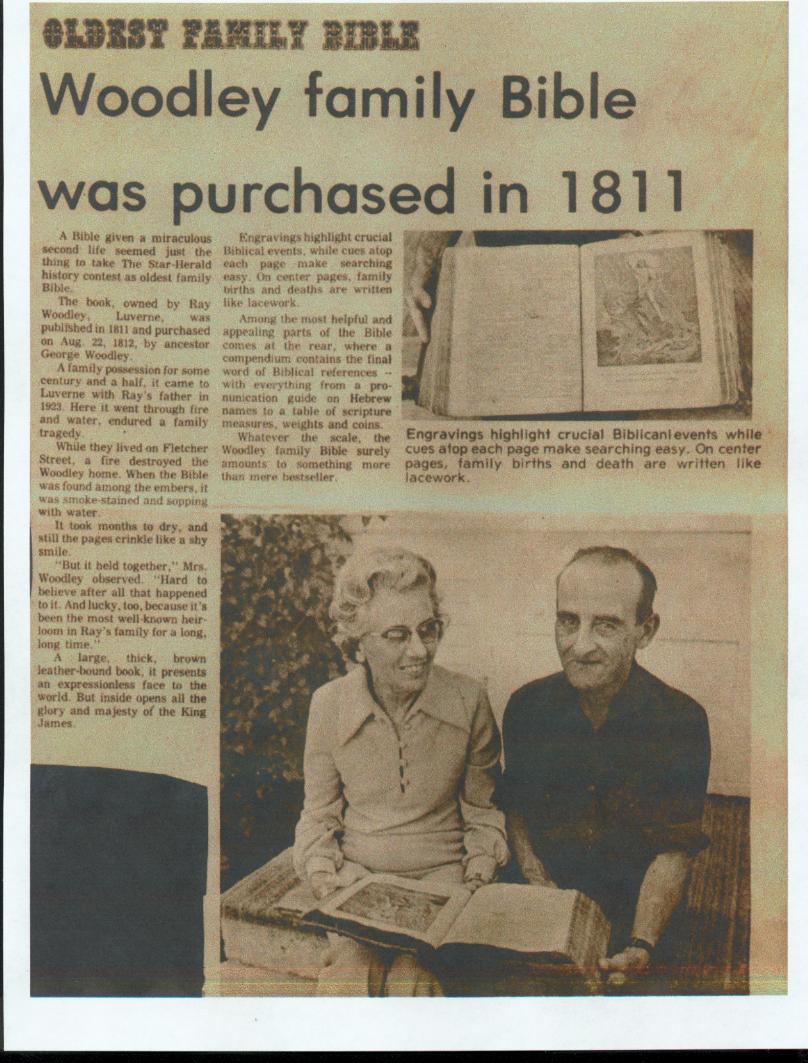 OLDEST FAMILY BIBLE
Woodley family Bible
was purchased in 1811
A Bible given a miraculous
second life seemed just the
thing to take The Star-Herald
history contest as oldest family
Bible.
The book, owned by Ray
Woodley, Luverne, was
published in 1811 and purchased
on Aug. 22, 1812, by ancestor
George Woodley.
A family possession for some
century and a half, it came to
Luverne with Ray's father in
1923. Here it went through fire
and water, endured a family
tragedy.
While they lived on Fletcher
Street, a fire destroyed the
Woodley home. When the Bible
was found among the embers, it
was smoke-stained and sopping
with water.
It took months to dry, and
still the pages crinkle like a shy
smile.
"But it held together," Mrs.
Woodley observed. "Hard to
believe after all that happened
to it. And lucky, too, because it's
been the most well-known heir-
loom in Ray's family for a long,
long time."
A large, thick, brown
leather-bound book, it presents
an expressionless face to the
world. But inside opens all the
glory and majesty of the King
James.
Engravings highlight crucial
Biblical events, while cues atop
each page make searching
easy. On center pages, family
births and deaths are written
like lacework.
Among the most helpful and
appealing parts of the Bible
comes at the rear, where a
compendium contains the final
word of Biblical references --
with everything from a pro-
nunciation guide on Hebrew
names to a table of scripture
measures, weights and coins.
Whatever the scale, the
Woodley family Bible surely
amounts to something more
than mere bestseller.
Engravings highlight crucial Biblicanl events while
cues atop each page make searching easy. On center
pages, family births and death are written like
lacework.